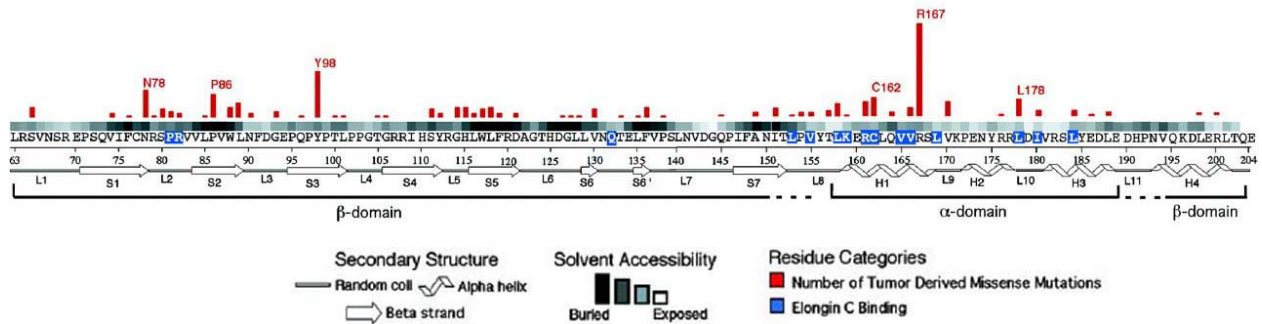 R167
Y98
N78
P86
C162
L178
LRSVNSREPSQVIFCNRSPRVVLPVWLNFDGEPQPYPTLPPGTGRRIHSYRGHLWLFRDAGTHDGLLVNQTELFVPSLNVDGQPIFANITLPVYTLKERCLQVVRSLVKPENYRRLDIVRSLYEDLEDHPNVQKDLERLTQE
63 70 75 80 85 90 95 100 105 110 115 120 125 130 135 140 145 150 155 160 165 170 175 180 185 190 195 200 204
L1 S1 L2 S2 L3 S3 L4 S4 L5 S5 L6 S6 S6' L7 S7 L8 H1 L9 H2 L10 H3 L11 H4
β-domain α-domain β-domain
Secondary Structure
Random coil Alpha helix
Beta strand
Solvent Accessibility
Buried Exposed
Residue Categories
Number of Tumor Derived Missense Mutations
Elongin C Binding